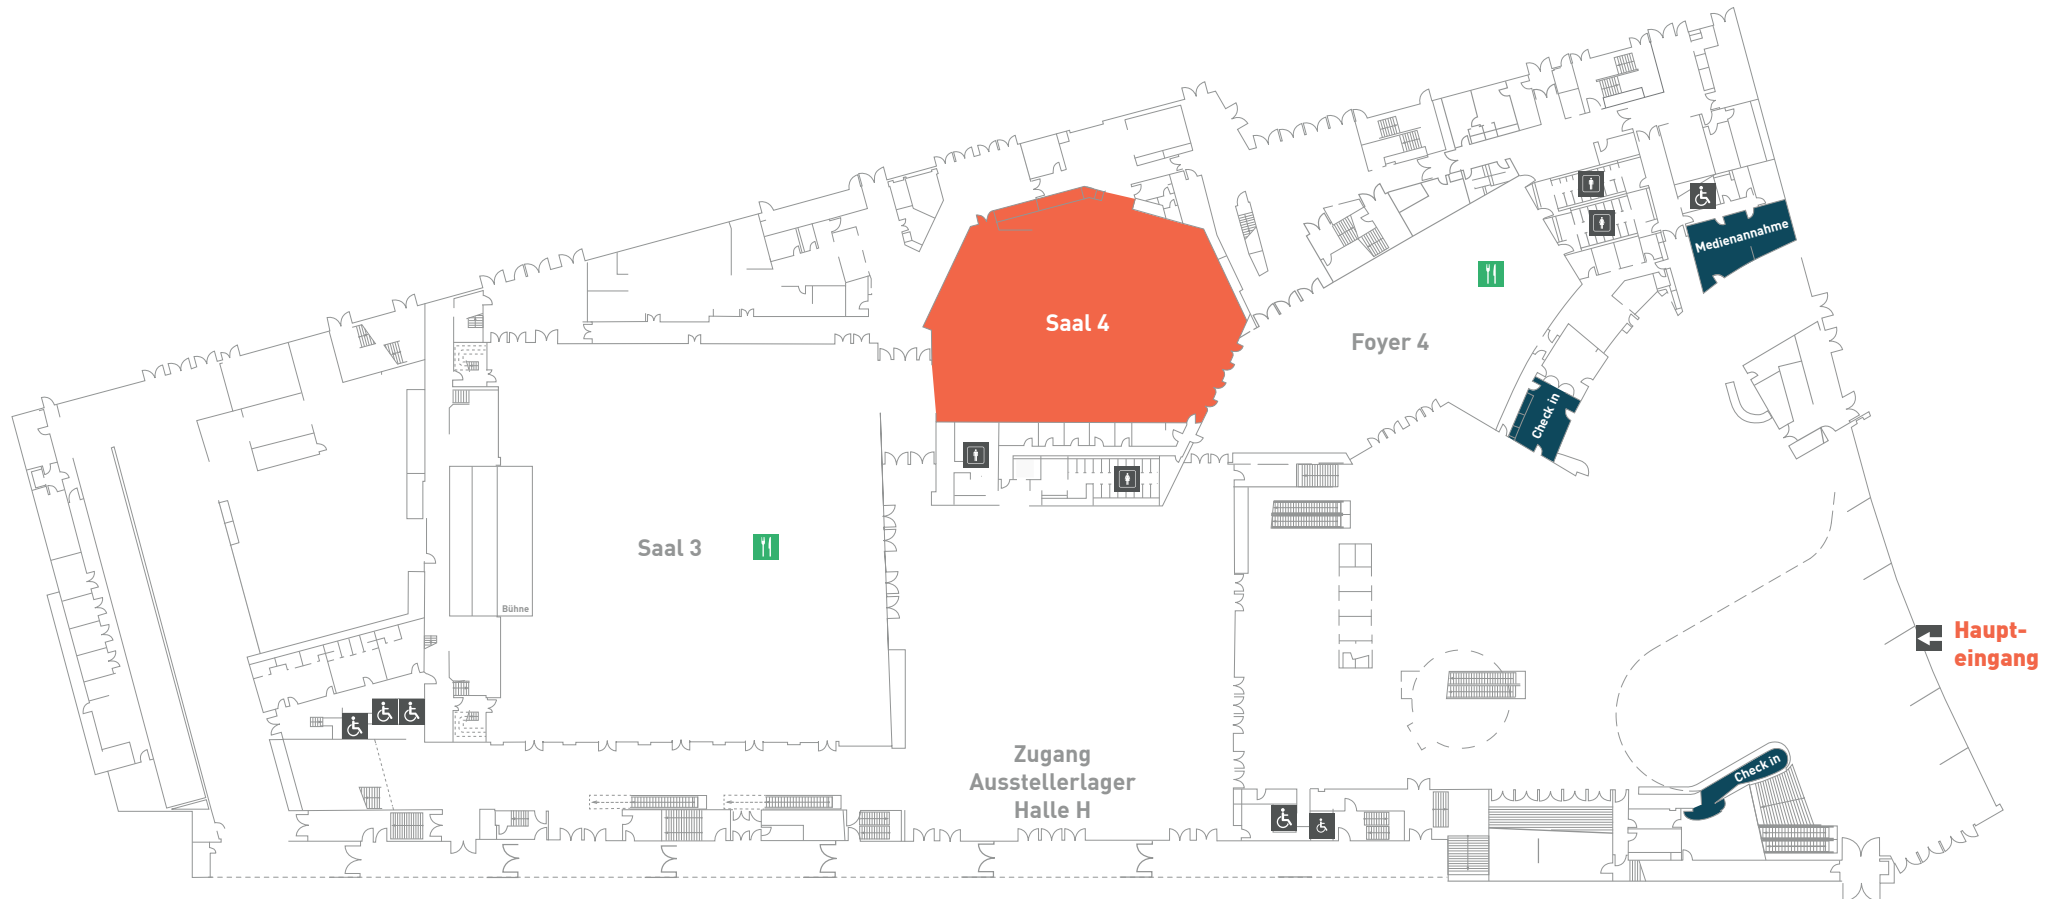 Medienannahme
Saal 4
Foyer 4
Check in
Saal 3
Bühne
Haupt-
eingang
Zugang
Ausstellerlager
Halle H
Check in